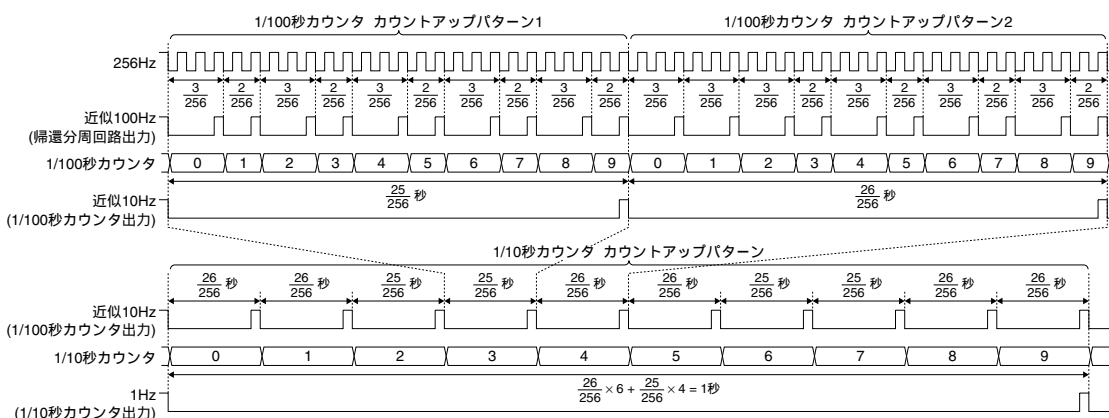 1/100秒カウンタ カウントアップパターン1
1/100秒カウンタ カウントアップパターン2
256Hz
3/256 2/256 3/256 2/256 3/256 2/256 3/256 2/256 3/256 2/256 3/256 3/256 3/256 2/256 3/256 2/256 3/256 2/256 3/256 2/256
近似100Hz
(帰還分周回路出力)
1/100秒カウンタ 0 1 2 3 4 5 6 7 8 9 0 1 2 3 4 5 6 7 8 9
25/256 秒 26/256 秒
近似10Hz
(1/100秒カウンタ出力)
1/10秒カウンタ カウントアップパターン
26/256 秒 26/256 秒 25/256 秒 25/256 秒 26/256 秒 26/256 秒 25/256 秒 25/256 秒 26/256 秒 26/256 秒
近似10Hz
(1/100秒カウンタ出力)
1/10秒カウンタ 0 1 2 3 4 5 6 7 8 9
26/256 × 6 + 25/256 × 4 = 1秒
1Hz
(1/10秒カウンタ出力)